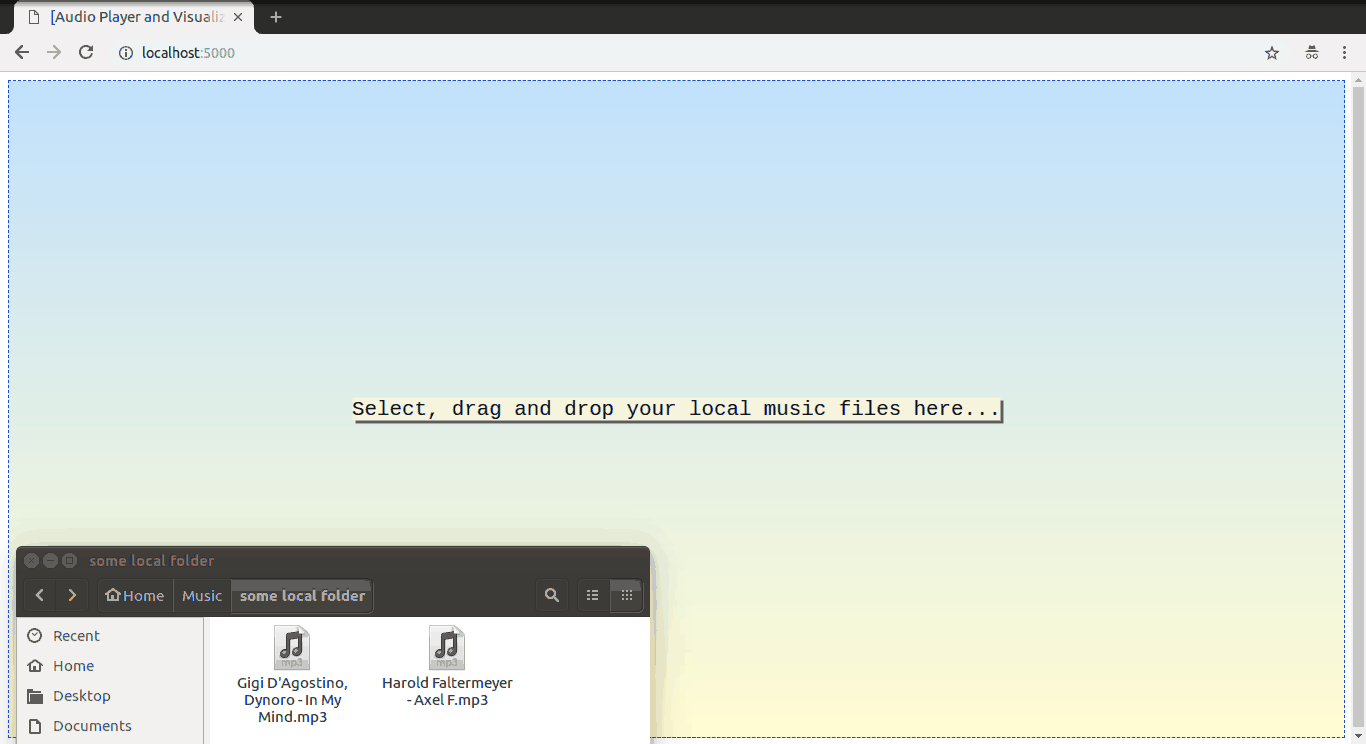 [Audio Player and Visualiz
localhost:5000
Select, drag and drop your local music files here...
some local folder
Home
Music
some local folder
Recent
Home
Desktop
Documents
mp3
Gigi D'Agostino,
Dynoro - In My
Mind.mp3
mp3
Harold Faltermeyer
- Axel F.mp3